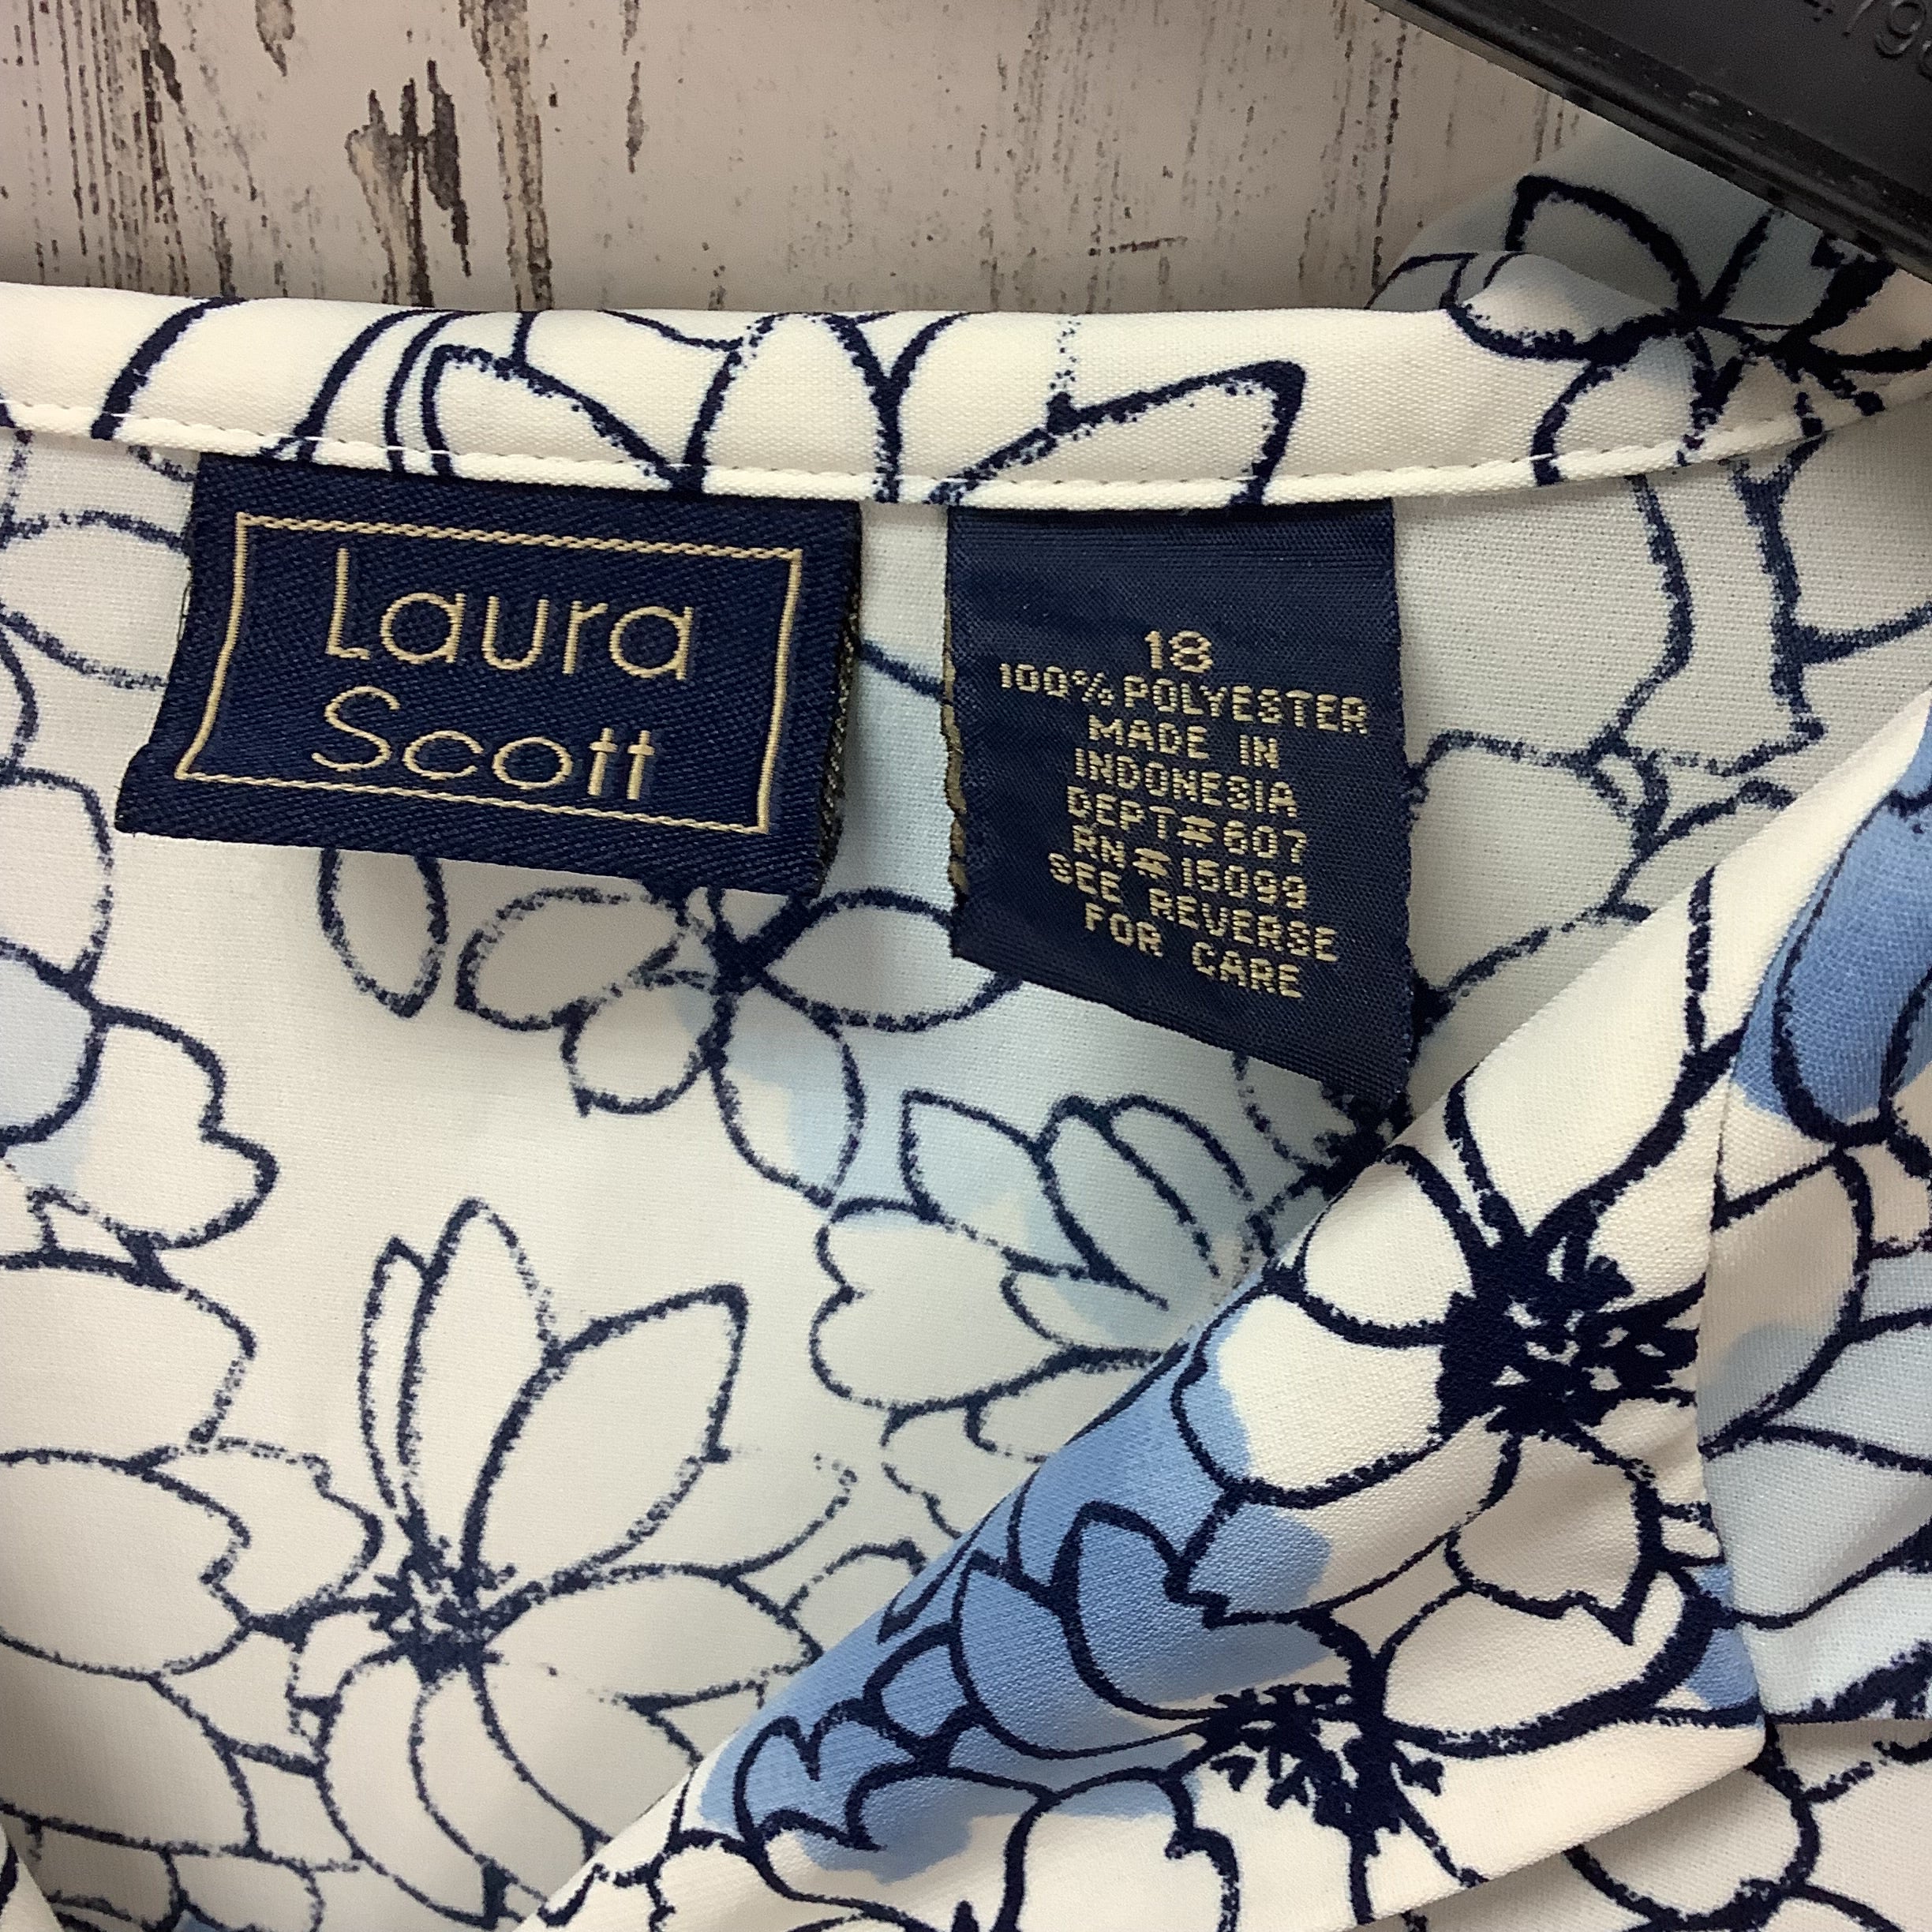 Laura
Scott
18
100% POLYESTER
MADE IN
INDONESIA
DEPT#607
RN#15099
SEE REVERSE
FOR CARE